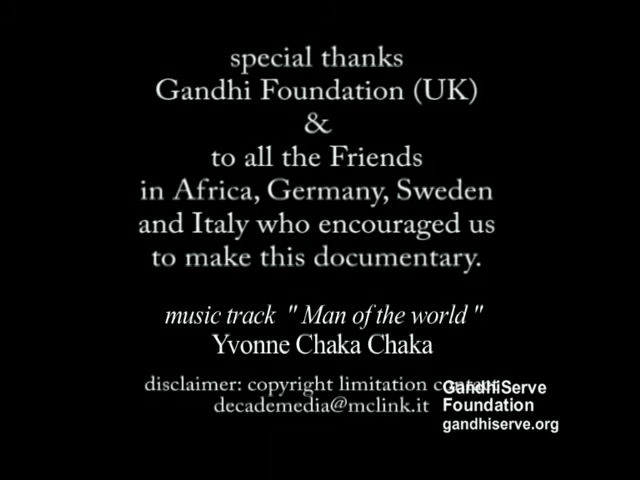 special thanks
Gandhi Foundation (UK)
&
to all the Friends
in Africa, Germany, Sweden
and Italy who encouraged us
to make this documentary.
music track " Man of the world "
Yvonne Chaka Chaka
disclaimer: copyright limitation
decademedia@mclink.it
GandhiServe
Foundation
gandhiserve.org